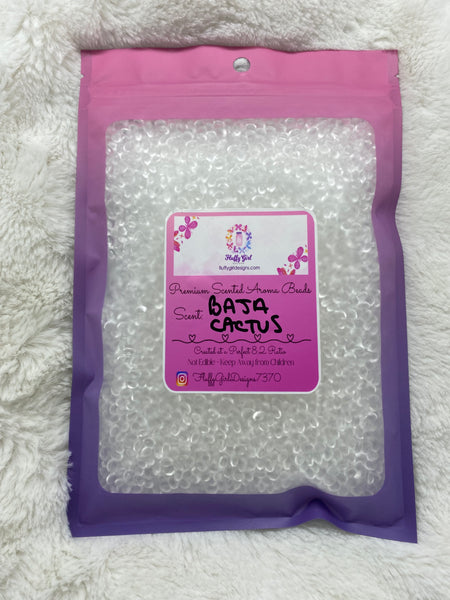 Fluffy Girl
fluffygirldesigns.com
Premium Scented Aroma Beads
Scent: BAJA
CACTUS
Created at a Perfect 8:2 Ratio
Not Edible - Keep Away from Children
FluffyGirlDesigns7370